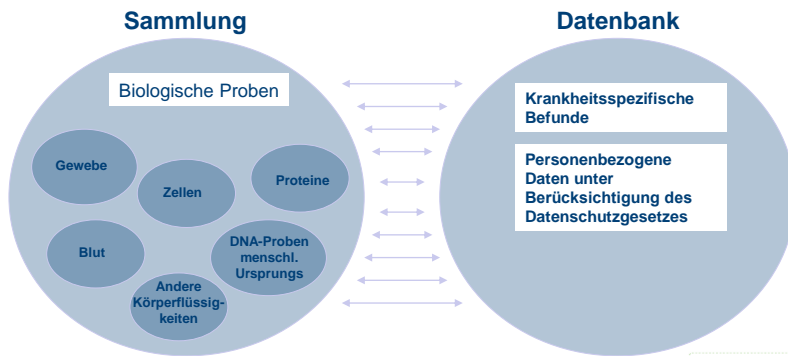 Sammlung
Datenbank
Biologische Proben
Gewebe
Zellen
Proteine
Blut
DNA-Proben
menschl.
Ursprungs
Andere
Körperflüssig-
keiten
Krankheitsspezifische
Befunde
Personenbezogene
Daten unter
Berücksichtigung des
Datenschutzgesetzes